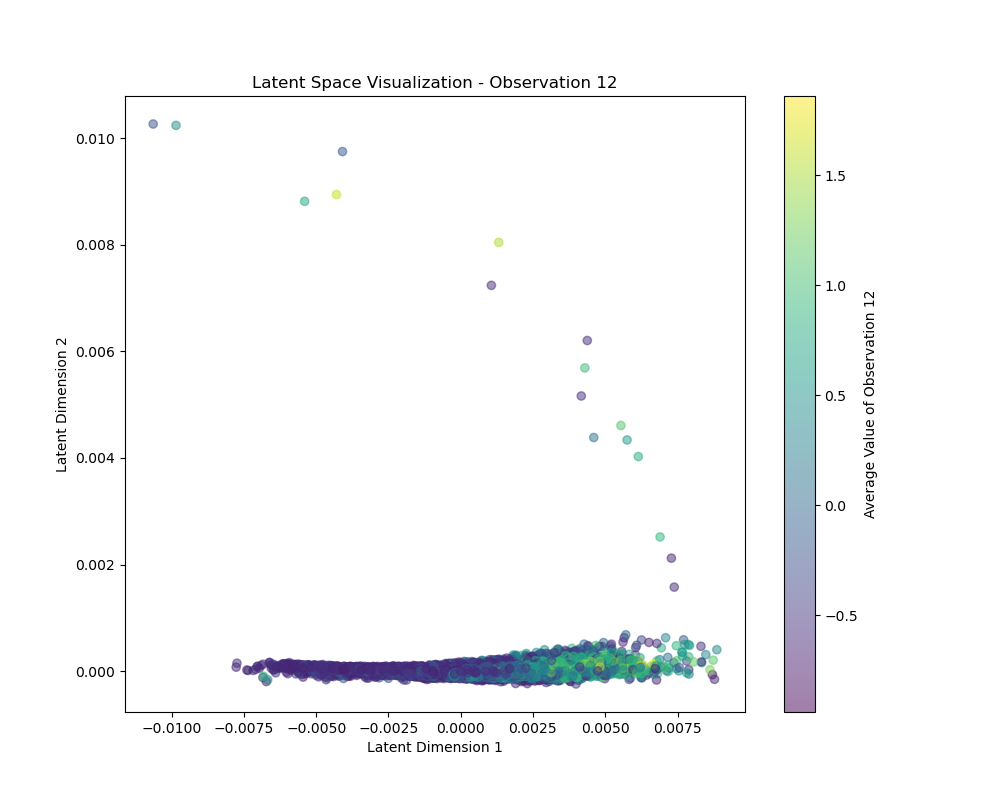 Latent Space Visualization - Observation 12
0.010
0.008
0.006
0.004
0.002
0.000
Latent Dimension 2
−0.0100 −0.0075 −0.0050 −0.0025 0.0000 0.0025 0.0050 0.0075
Latent Dimension 1
1.5
1.0
0.5
0.0
−0.5
Average Value of Observation 12